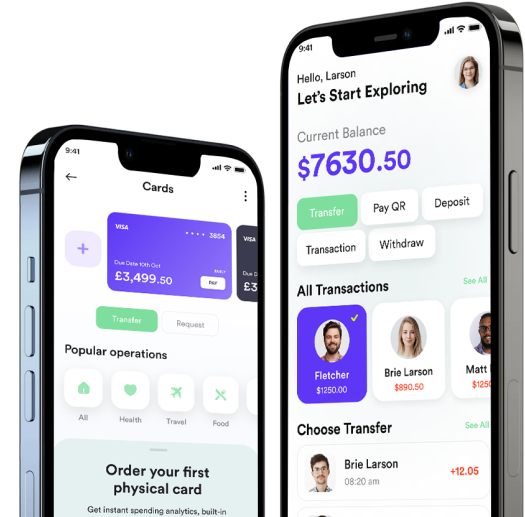 9:41
Cards
VISA
3854
Due Date 10th Oct
£3,499.50
PAY
VISA
Due D
£3
Transfer
Request
Popular operations
All
Health
Travel
Food
Order your first
physical card
Get instant spending analytics, built-in
9:41
Hello, Larson
Let's Start Exploring
Current Balance
$7630.50
Transfer
Pay QR
Deposit
Transaction
Withdraw
All Transactions
See All
Fletcher
$1250.00
Brie Larson
$890.50
Matt
$125
Choose Transfer
See All
Brie Larson
08:20 am
+12.05